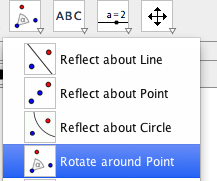 ABC a=2
Reflect about Line
Reflect about Point
Reflect about Circle
Rotate around Point